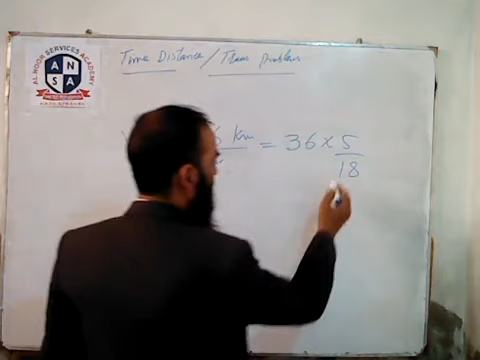 Time Distance / Train Problem
AL NOOR SERVICES ACADEMY
A N
S A
km = 36 × 5
18